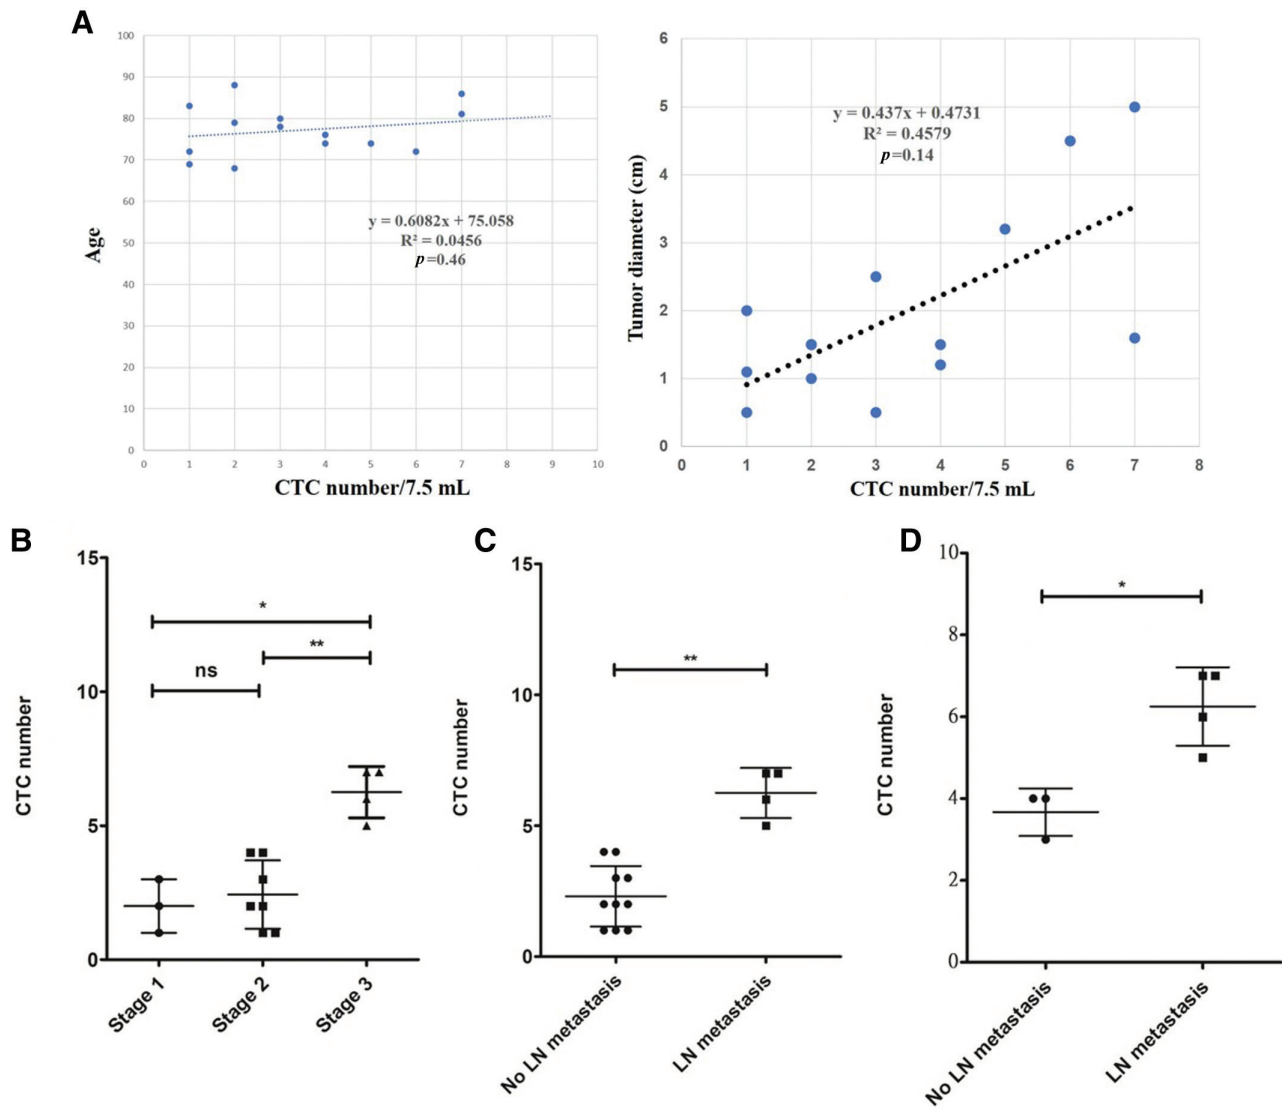 A
100
90
80
70
60
50
40
30
20
10
0
Age
y = 0.6082x + 75.058
R² = 0.0456
p=0.46
0 1 2 3 4 5 6 7 8 9 10
CTC number/7.5 mL
6
5
4
3
2
1
0
Tumor diameter (cm)
y = 0.437x + 0.4731
R² = 0.4579
p=0.14
0 1 2 3 4 5 6 7 8
CTC number/7.5 mL
B
15
10
5
0
CTC number
*
**
ns
Stage 1
Stage 2
Stage 3
C
15
10
5
0
CTC number
**
No LN metastasis
LN metastasis
D
10
8
6
4
2
0
CTC number
*
No LN metastasis
LN metastasis